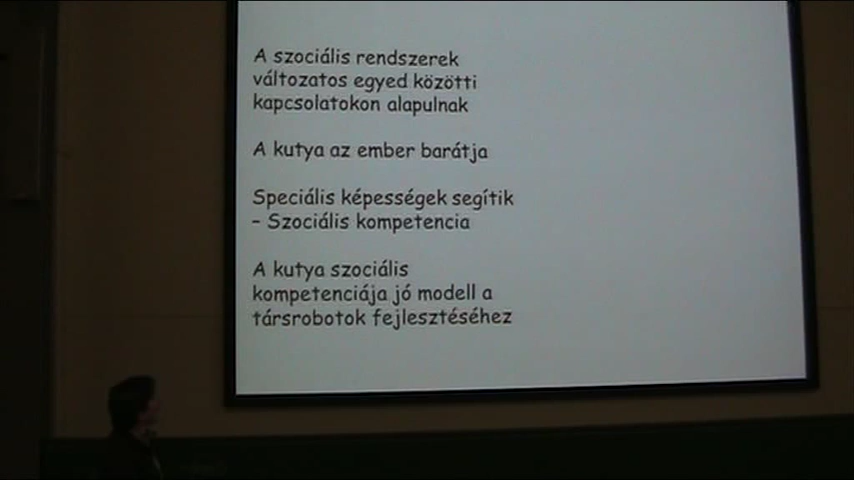 A szociális rendszerek
változatos egyed közötti
kapcsolatokon alapulnak
A kutya az ember barátja
Speciális képességek segítik
– Szociális kompetencia
A kutya szociális
kompetenciája jó modell a
társrobotok fejlesztéséhez